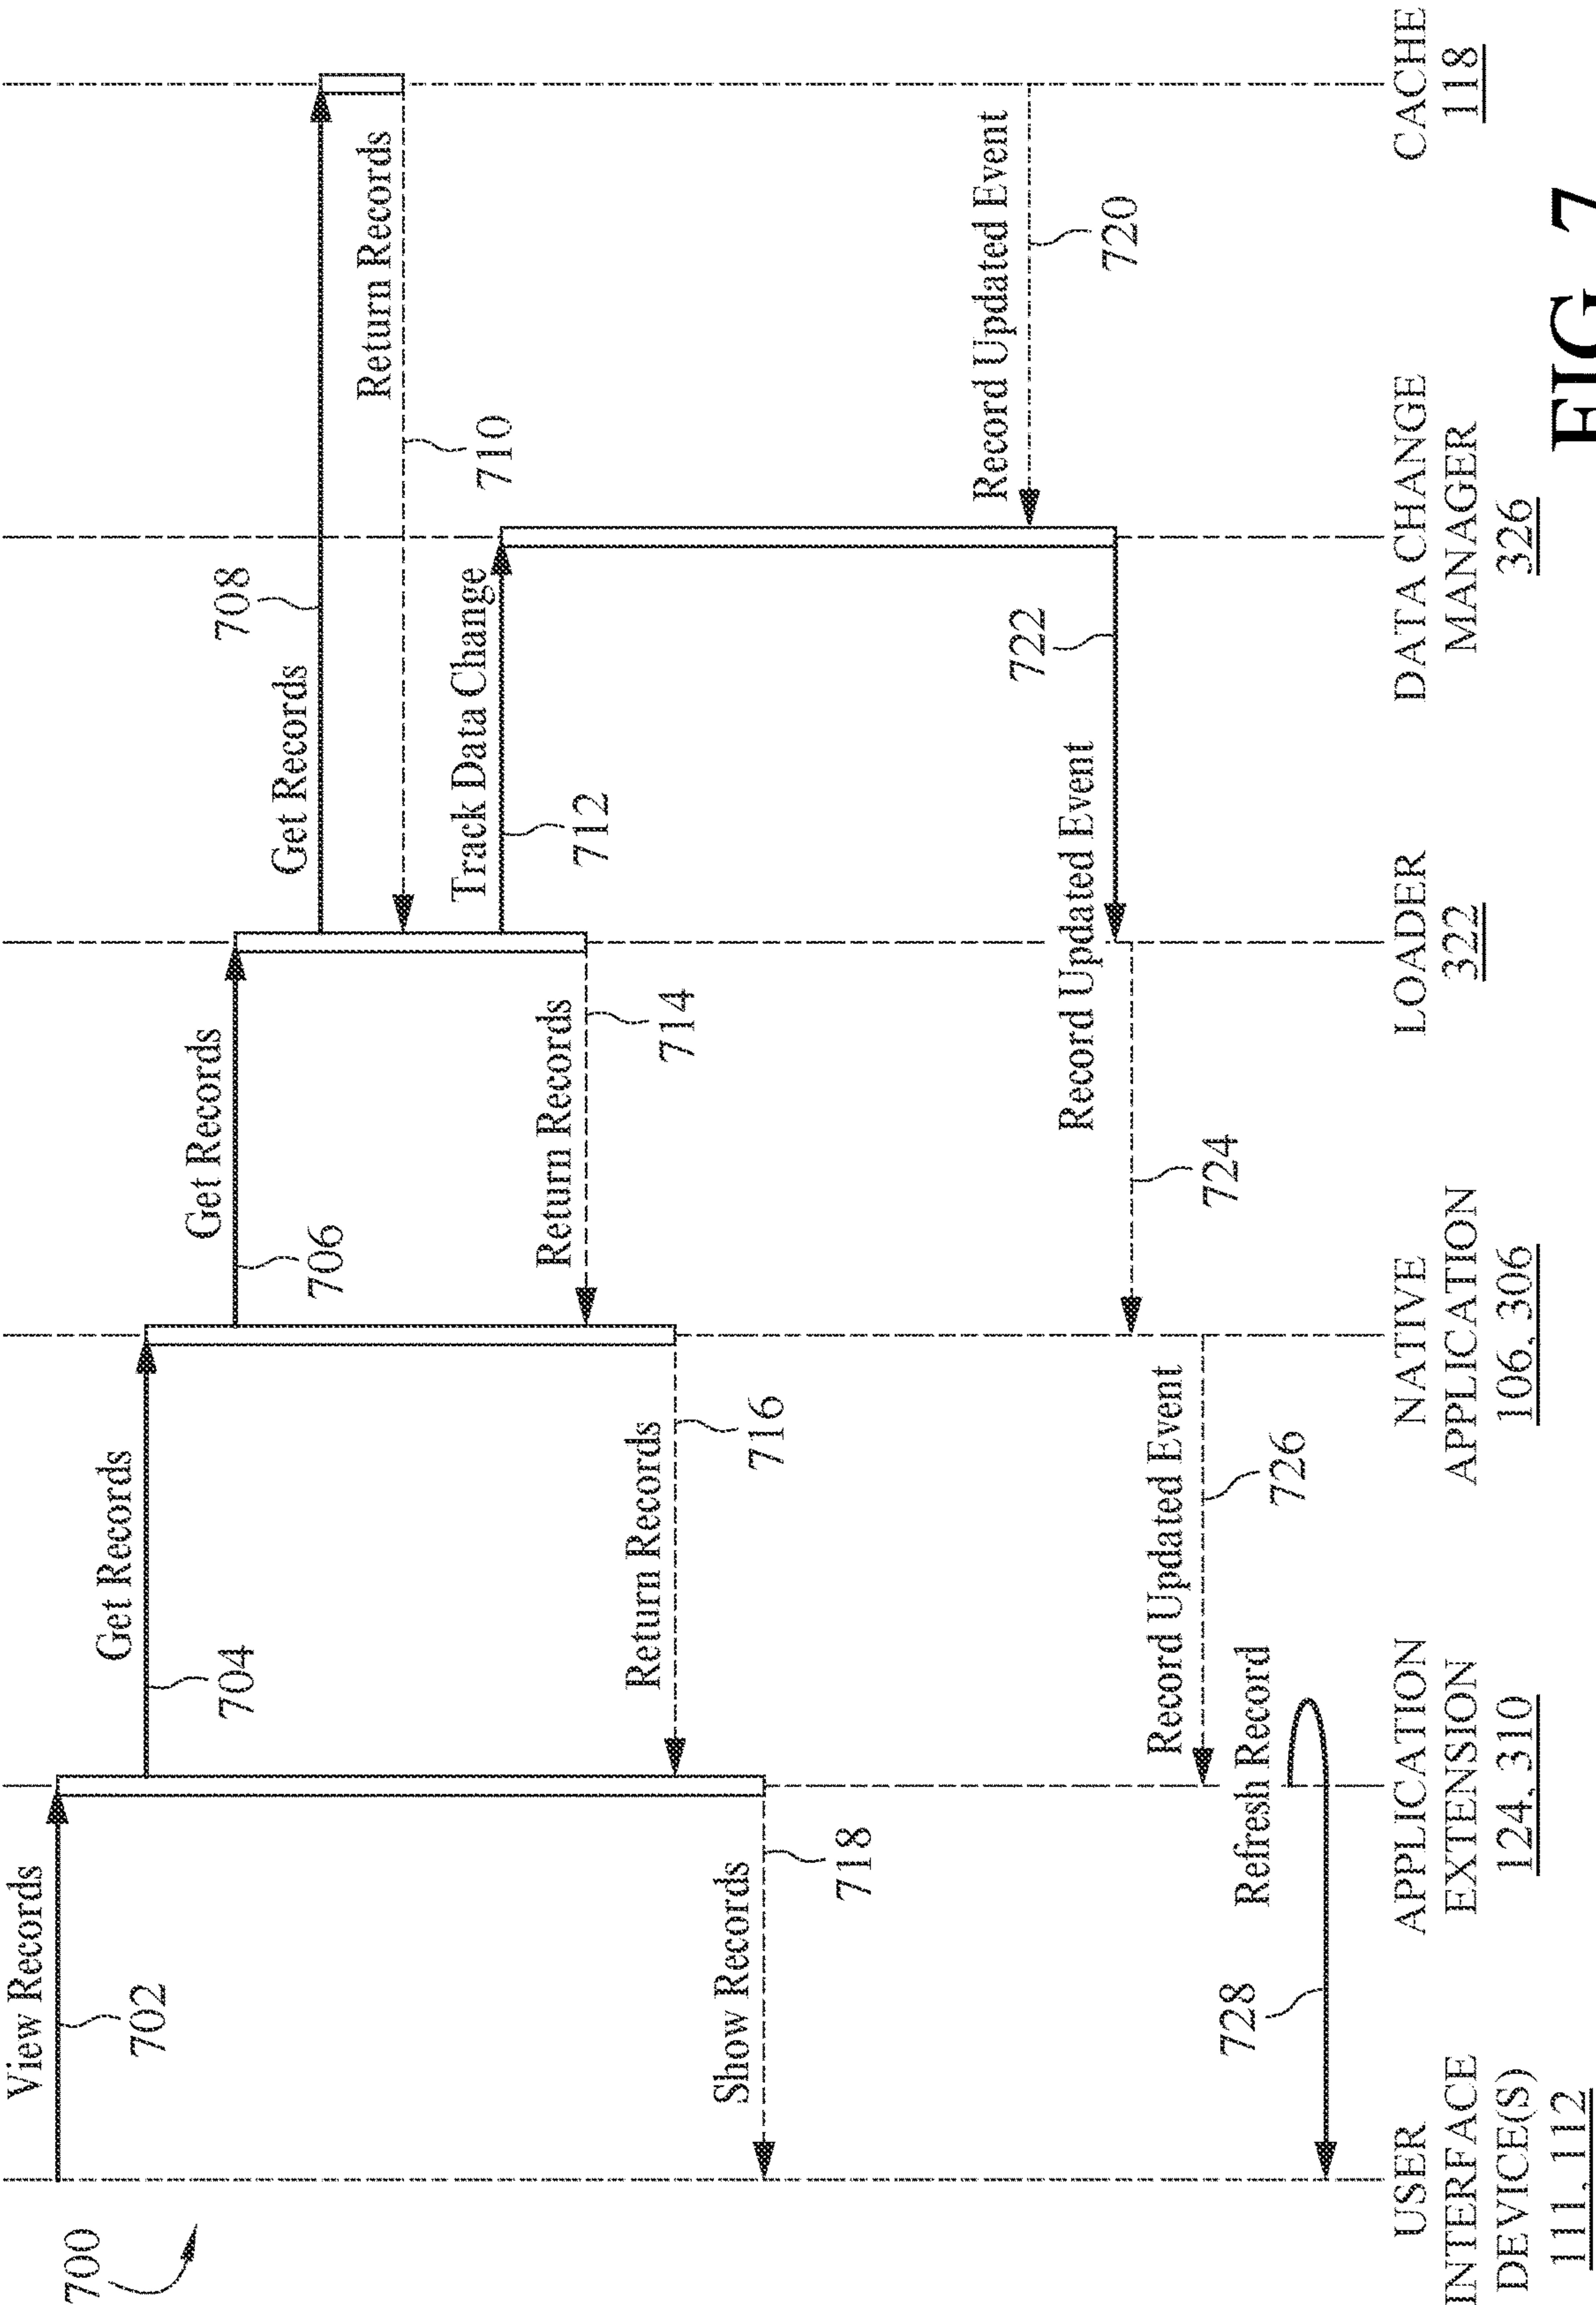 700
View Records
702
Get Records
704
Get Records
706
Get Records
708
Return Records
710
Track Data Change
712
Return Records
714
Return Records
716
Show Records
718
Record Updated Event
720
722
Record Updated Event
724
Record Updated Event
726
Refresh Record
728
USER
INTERFACE
DEVICE(S)
111, 112
APPLICATION
EXTENSION
124, 310
NATIVE
APPLICATION
106, 306
LOADER
322
DATA CHANGE
MANAGER
326
CACHE
118
FIG. 7